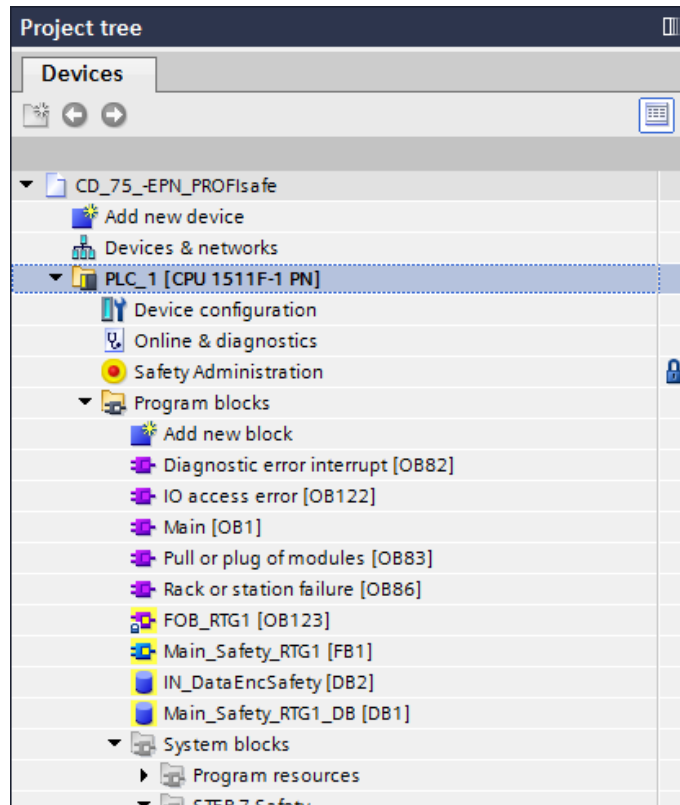 Project tree
Devices
CD_75_-EPN_PROFIsafe
Add new device
Devices & networks
PLC_1 [CPU 1511F-1 PN]
Device configuration
Online & diagnostics
Safety Administration
Program blocks
Add new block
Diagnostic error interrupt [OB82]
IO access error [OB122]
Main [OB1]
Pull or plug of modules [OB83]
Rack or station failure [OB86]
FOB_RTG1 [OB123]
Main_Safety_RTG1 [FB1]
IN_DataEncSafety [DB2]
Main_Safety_RTG1_DB [DB1]
System blocks
Program resources
STEP 7 Safety